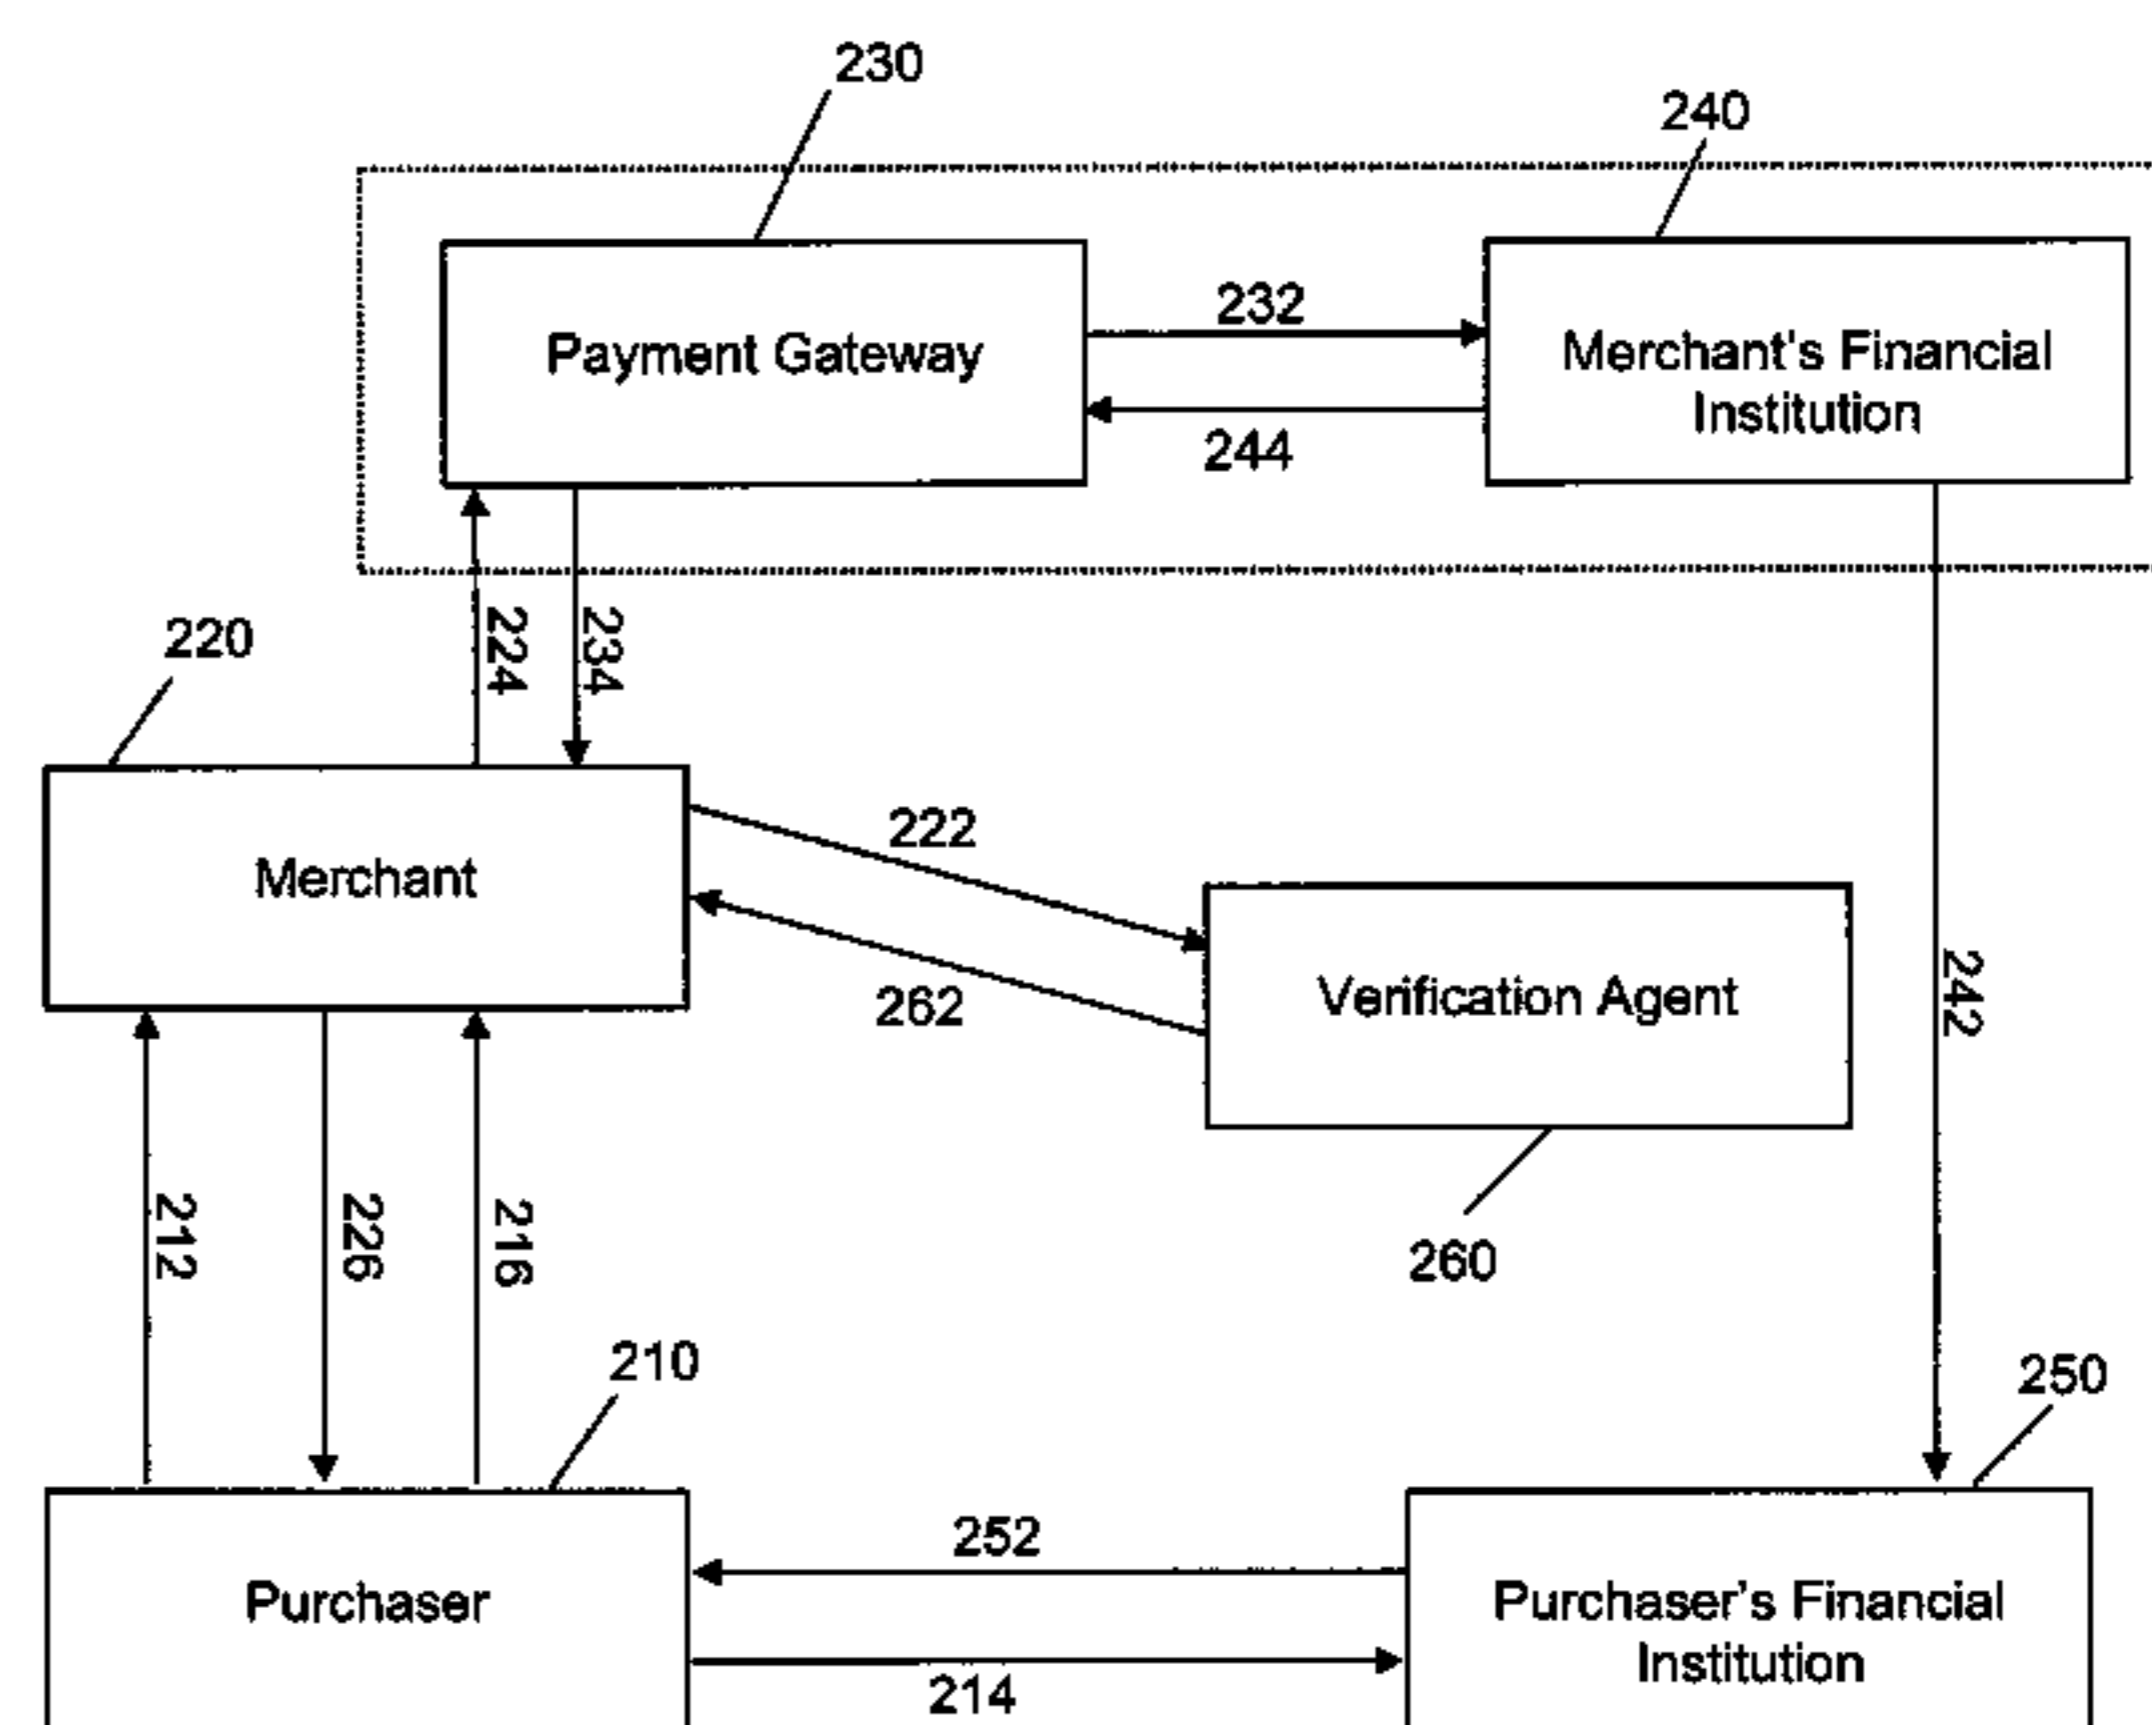 230
240
232
Payment Gateway
Merchant's Financial
Institution
244
220
224
234
222
Merchant
262
Verification Agent
242
212
226
216
260
210
250
252
Purchaser
Purchaser's Financial
Institution
214